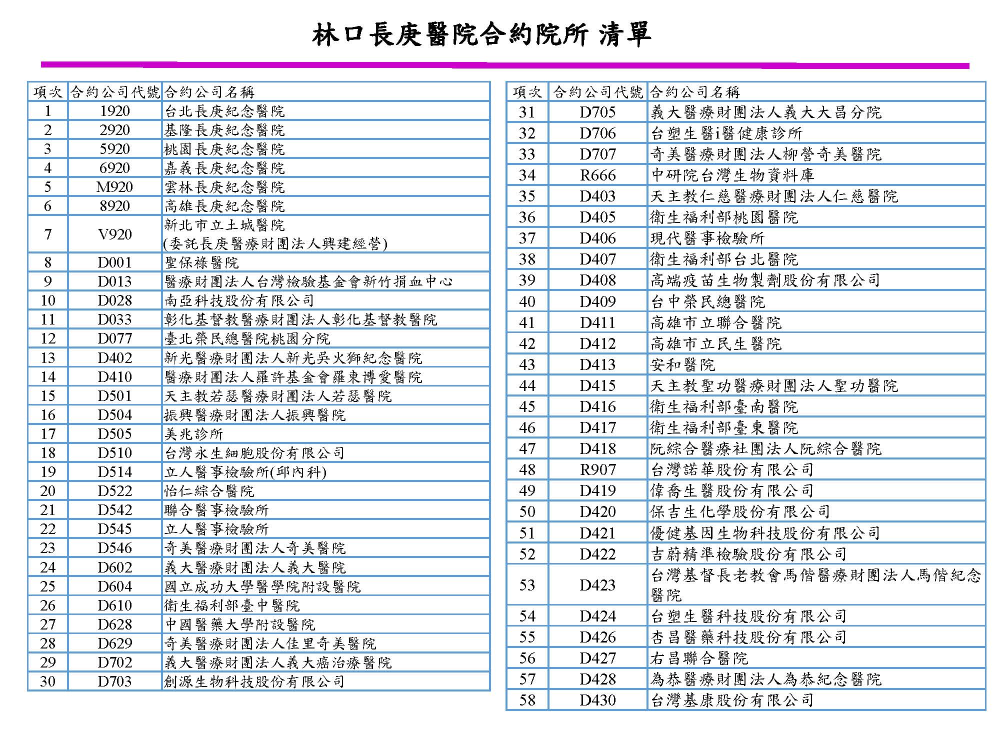 林口長庚醫院合約院所 清單
項次 合約公司代號 合約公司名稱
1 1920 台北長庚紀念醫院
2 2920 基隆長庚紀念醫院
3 5920 桃園長庚紀念醫院
4 6920 嘉義長庚紀念醫院
5 M920 雲林長庚紀念醫院
6 8920 高雄長庚紀念醫院
7 V920 新北市立土城醫院
(委託長庚醫療財團法人興建經營)
8 D001 聖保祿醫院
9 D013 醫療財團法人台灣檢驗基金會新竹捐血中心
10 D028 南亞科技股份有限公司
11 D033 彰化基督教醫療財團法人彰化基督教醫院
12 D077 臺北榮民總醫院桃園分院
13 D402 新光醫療財團法人新光吳火獅紀念醫院
14 D410 醫療財團法人羅許基金會羅東博愛醫院
15 D501 天主教若瑟醫療財團法人若瑟醫院
16 D504 振興醫療財團法人振興醫院
17 D505 美兆診所
18 D510 台灣永生細胞股份有限公司
19 D514 立人醫事檢驗所(邱內科)
20 D522 怡仁綜合醫院
21 D542 聯合醫事檢驗所
22 D545 立人醫事檢驗所
23 D546 奇美醫療財團法人奇美醫院
24 D602 義大醫療財團法人義大醫院
25 D604 國立成功大學醫學院附設醫院
26 D610 衛生福利部臺中醫院
27 D628 中國醫藥大學附設醫院
28 D629 奇美醫療財團法人佳里奇美醫院
29 D702 義大醫療財團法人義大癌治療醫院
30 D703 創源生物科技股份有限公司
項次 合約公司代號 合約公司名稱
31 D705 義大醫療財團法人義大大昌分院
32 D706 台塑生醫i醫健康診所
33 D707 奇美醫療財團法人柳營奇美醫院
34 R666 中研院台灣生物資料庫
35 D403 天主教仁慈醫療財團法人仁慈醫院
36 D405 衛生福利部桃園醫院
37 D406 現代醫事檢驗所
38 D407 衛生福利部台北醫院
39 D408 高端疫苗生物製劑股份有限公司
40 D409 台中榮民總醫院
41 D411 高雄市立聯合醫院
42 D412 高雄市立民生醫院
43 D413 安和醫院
44 D415 天主教聖功醫療財團法人聖功醫院
45 D416 衛生福利部臺南醫院
46 D417 衛生福利部臺東醫院
47 D418 阮綜合醫療社團法人阮綜合醫院
48 R907 台灣諾華股份有限公司
49 D419 偉喬生醫股份有限公司
50 D420 保吉生化學股份有限公司
51 D421 優健基因生物科技股份有限公司
52 D422 吉蔚精準檢驗股份有限公司
53 D423 台灣基督長老教會馬偕醫療財團法人馬偕紀念
醫院
54 D424 台塑生醫科技股份有限公司
55 D426 杏昌醫藥科技股份有限公司
56 D427 右昌聯合醫院
57 D428 為恭醫療財團法人為恭紀念醫院
58 D430 台灣基康股份有限公司